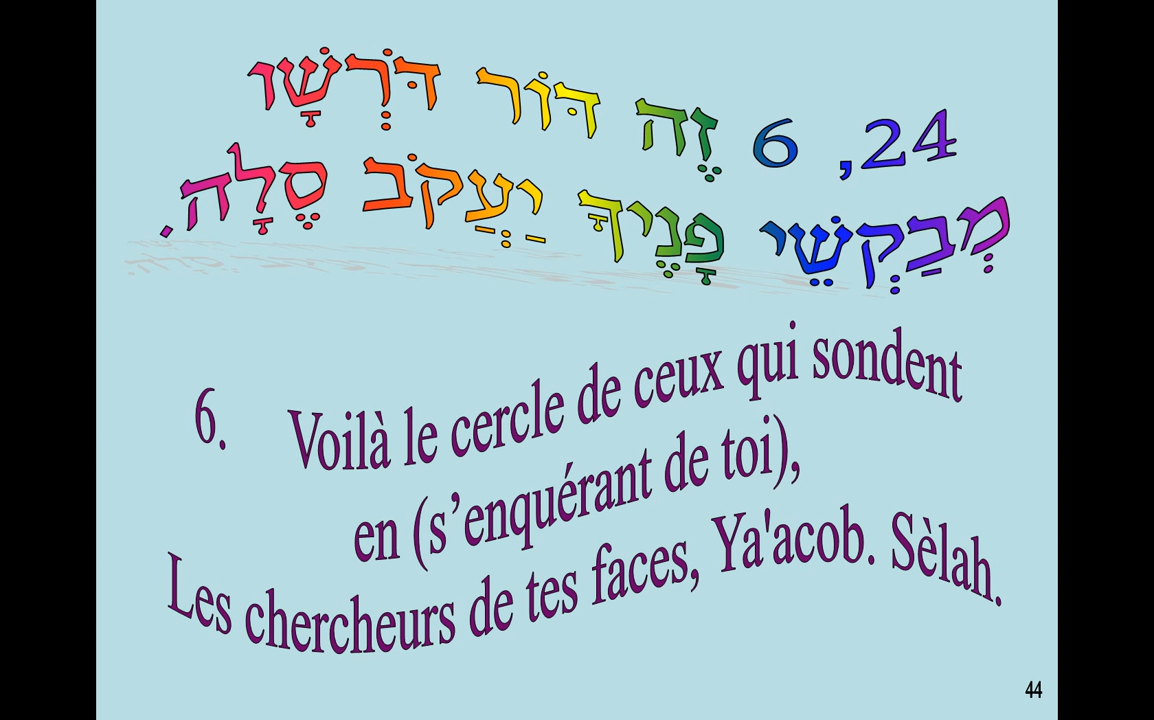 24, 6 זֶה דּוֹר דֹּרְשָׁו
מְבַקְשֵׁי פָנֶיךָ יַעֲקֹב סֶלָה.
6. Voilà le cercle de ceux qui sondent
en (s’enquérant de toi),
Les chercheurs de tes faces, Ya'acob. Sèlah.
44